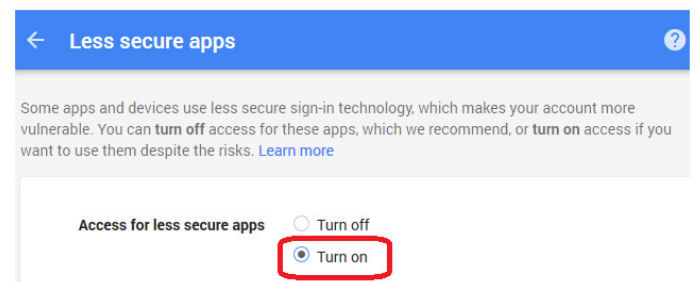 Less secure apps
Some apps and devices use less secure sign-in technology, which makes your account more
vulnerable. You can turn off access for these apps, which we recommend, or turn on access if you
want to use them despite the risks. Learn more
Access for less secure apps
Turn off
Turn on